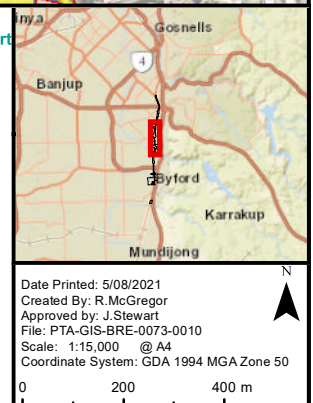 inya
Gosnells
rt
4
Banjup
Byford
Karrakup
Mundijong
N
Date Printed: 5/08/2021
Created By: R.McGregor
Approved by: J.Stewart
File: PTA-GIS-BRE-0073-0010
Scale: 1:15,000 @ A4
Coordinate System: GDA 1994 MGA Zone 50
0 200 400 m